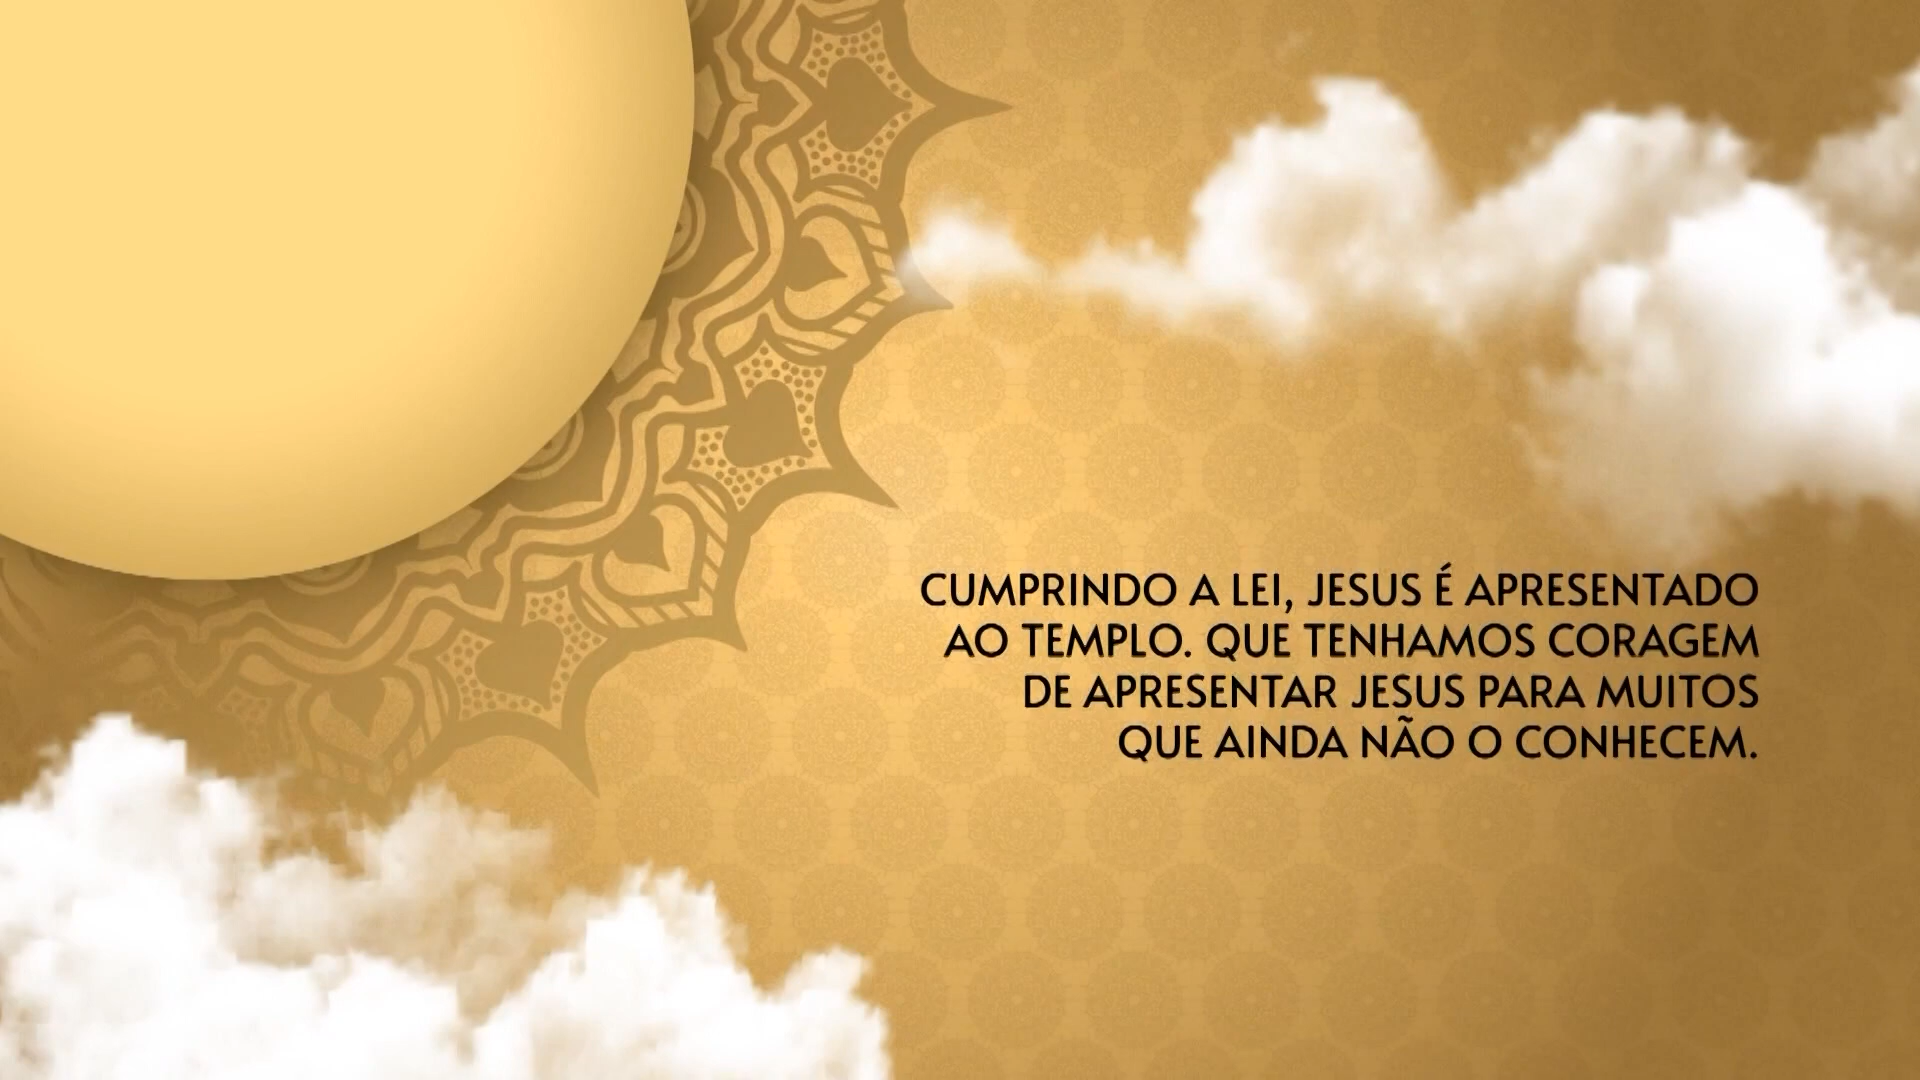 CUMPRINDO A LEI, JESUS É APRESENTADO
AO TEMPLO. QUE TENHAMOS CORAGEM
DE APRESENTAR JESUS PARA MUITOS
QUE AINDA NÃO O CONHECEM.